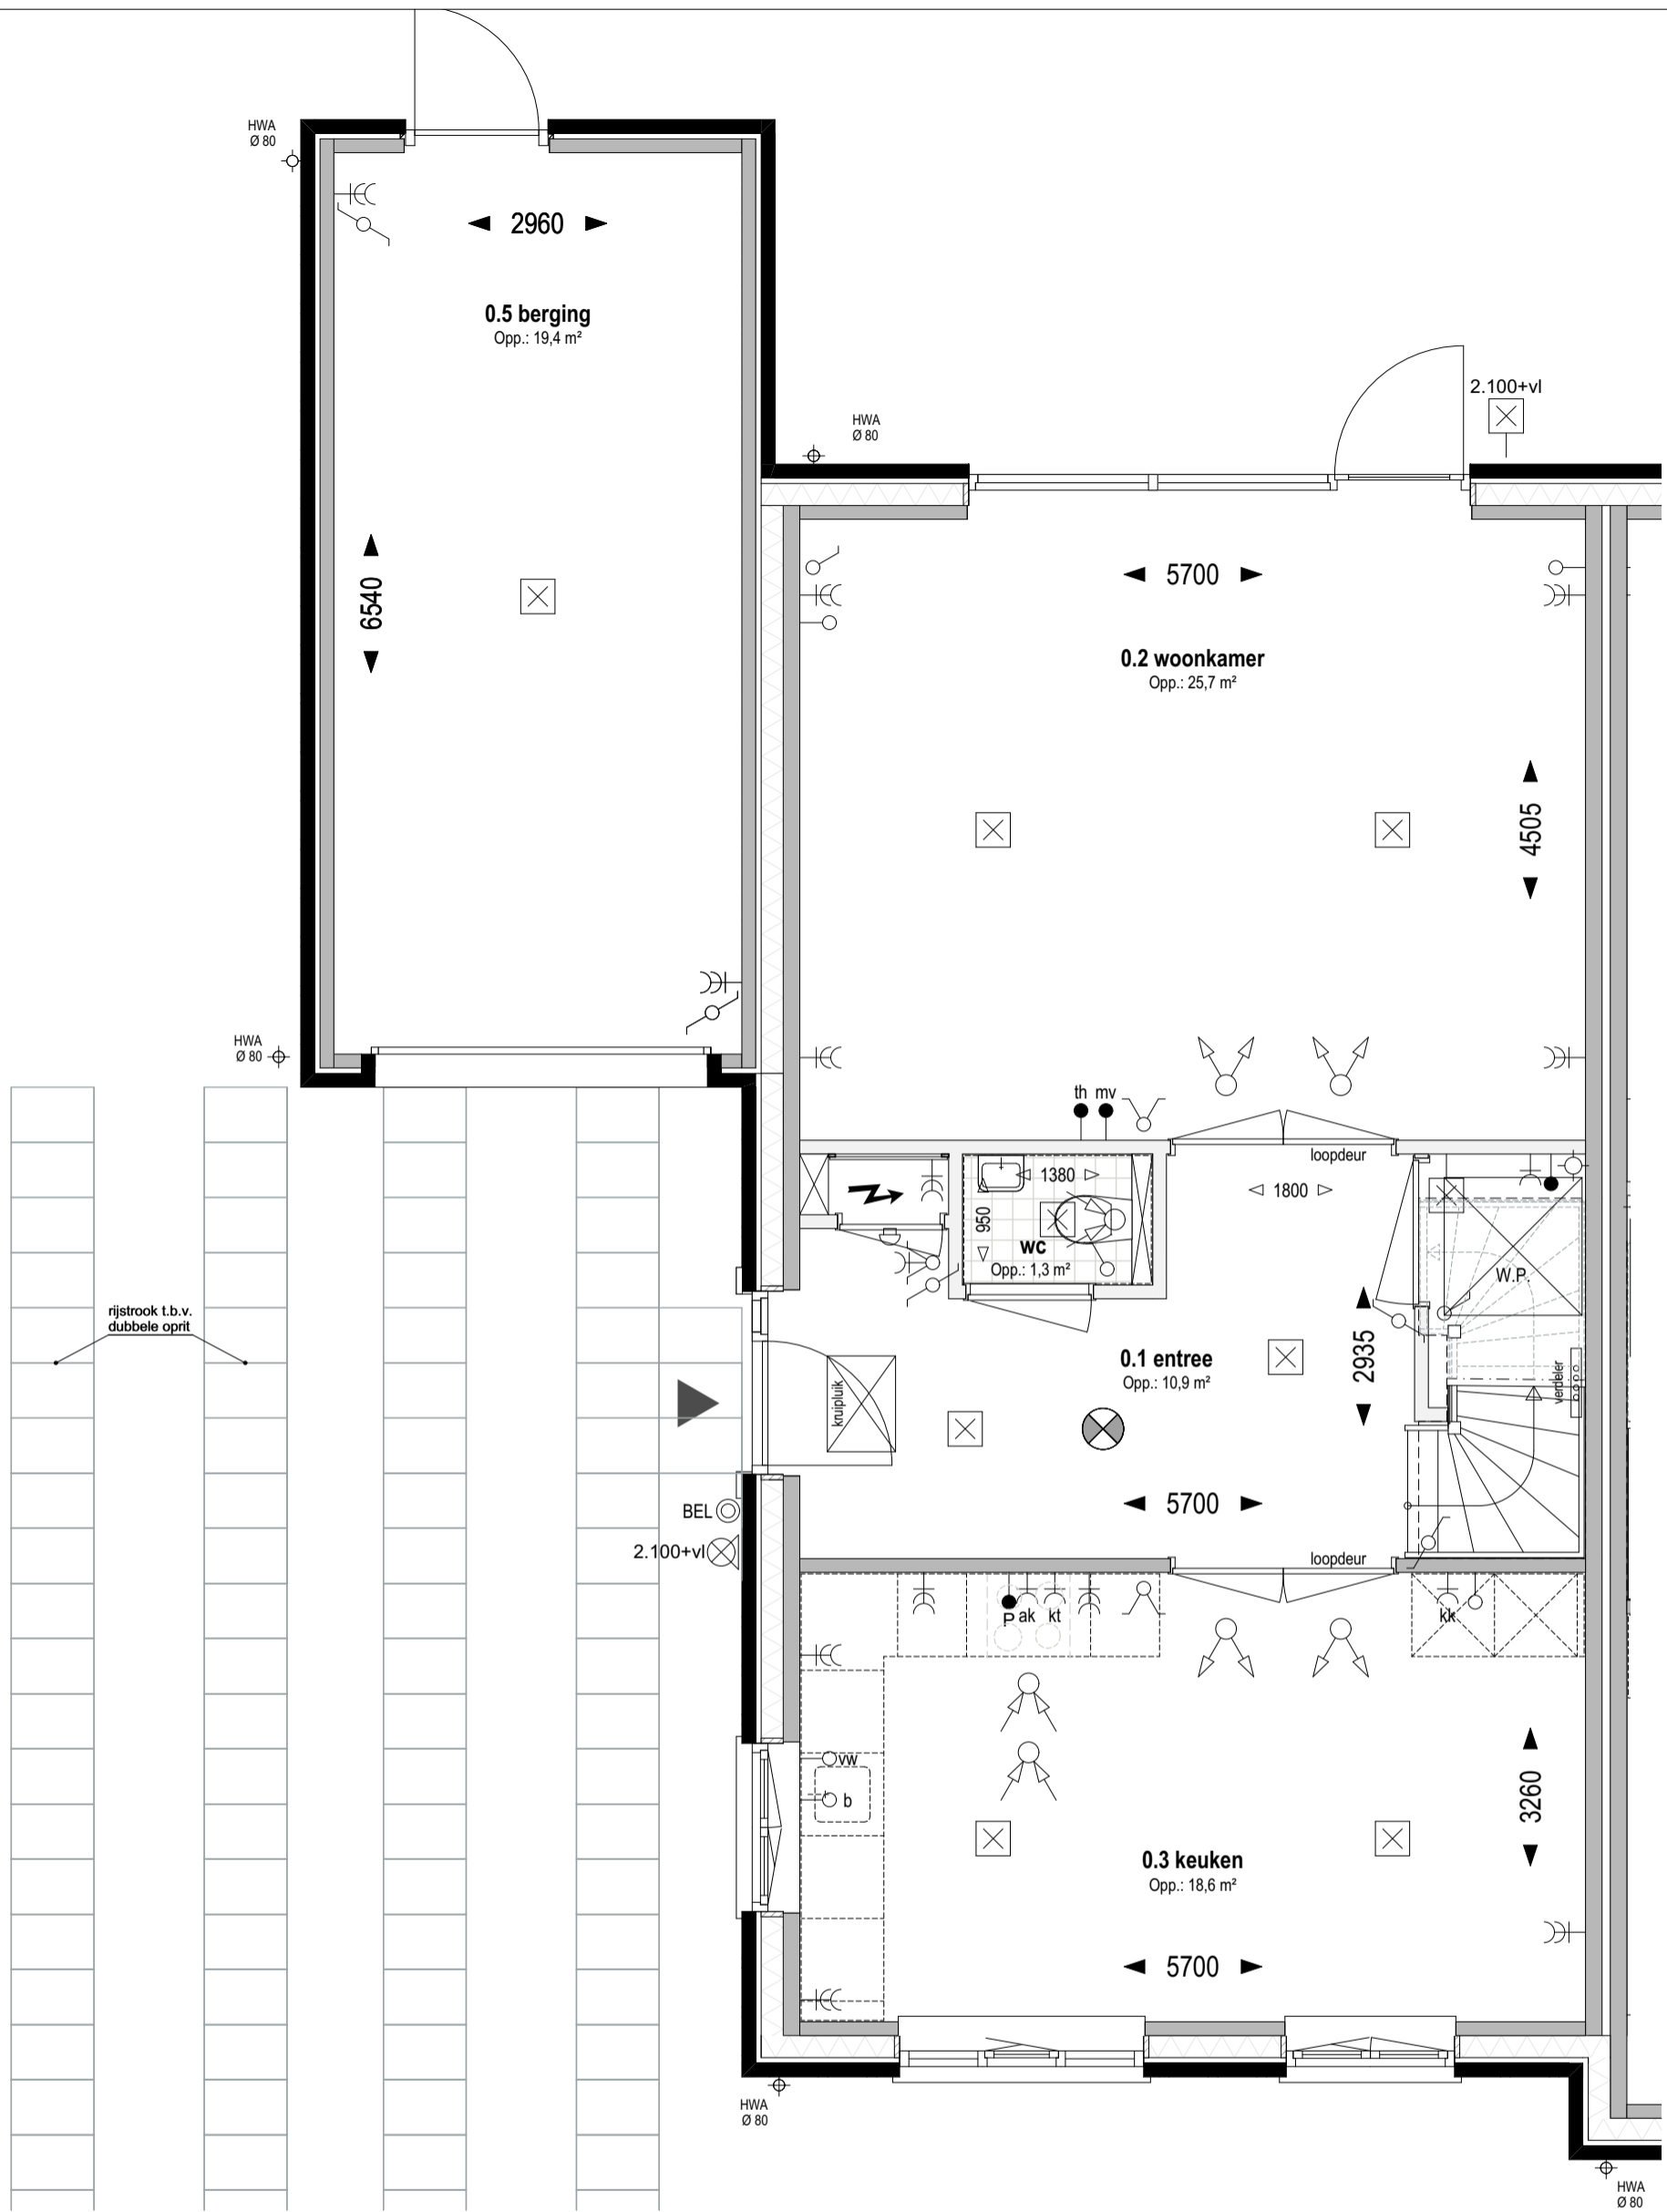 HWA
Ø 80
2960
0.5 berging
Opp.: 19,4 m²
6540
HWA
Ø 80
2.100+vl
5700
0.2 woonkamer
Opp.: 25,7 m²
4505
HWA
Ø 80
th mv
loopdeur
1380
950
wc
Opp.: 1,3 m²
1800
W.P.
verdeler
2935
rijstrook t.b.v.
dubbele oprit
kruipluik
0.1 entree
Opp.: 10,9 m²
5700
BEL
2.100+vl
loopdeur
P ak kt
kk
vw
b
3260
0.3 keuken
Opp.: 18,6 m²
5700
HWA
Ø 80
HWA
Ø 80